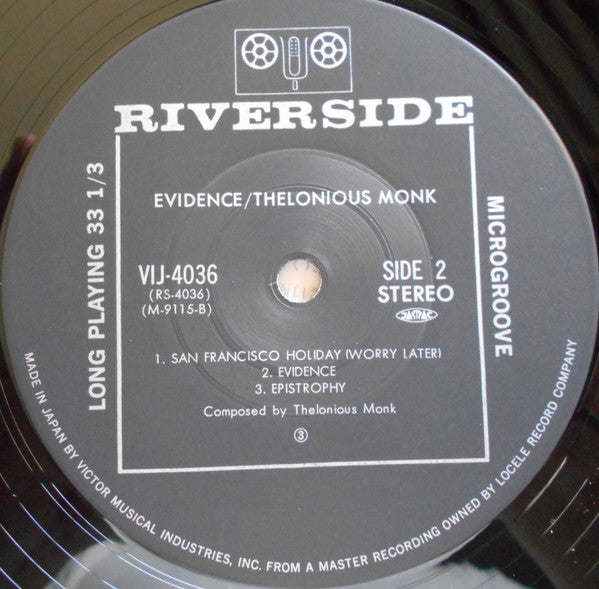 RIVERSIDE
EVIDENCE/THELONIOUS MONK
LONG PLAYING 33 1/3
MICROGROOVE
VIJ-4036
(RS-4036)
(M-9115-B)
SIDE 2
STEREO
JASRAC
1. SAN FRANCISCO HOLIDAY (WORRY LATER)
2. EVIDENCE
3. EPISTROPHY
Composed by Thelonious Monk
③
MADE IN JAPAN BY VICTOR MUSICAL INDUSTRIES, INC. FROM A MASTER RECORDING OWNED BY LOCELE RECORD COMPANY